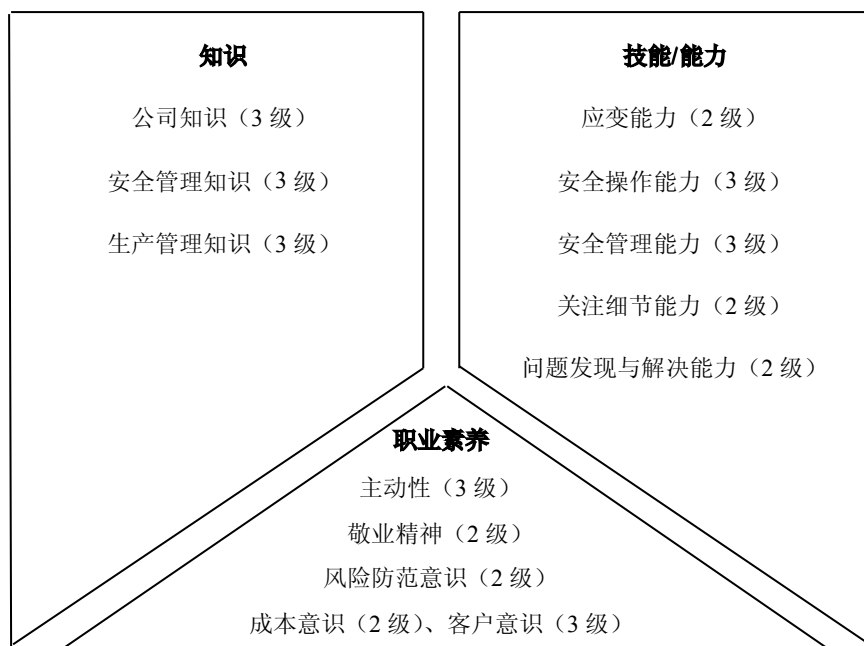 知识
公司知识（3 级）
安全管理知识（3 级）
生产管理知识（3 级）
技能/能力
应变能力（2 级）
安全操作能力（3 级）
安全管理能力（3 级）
关注细节能力（2 级）
问题发现与解决能力（2 级）
职业素养
主动性（3 级）
敬业精神（2 级）
风险防范意识（2 级）
成本意识（2 级）、客户意识（3 级）